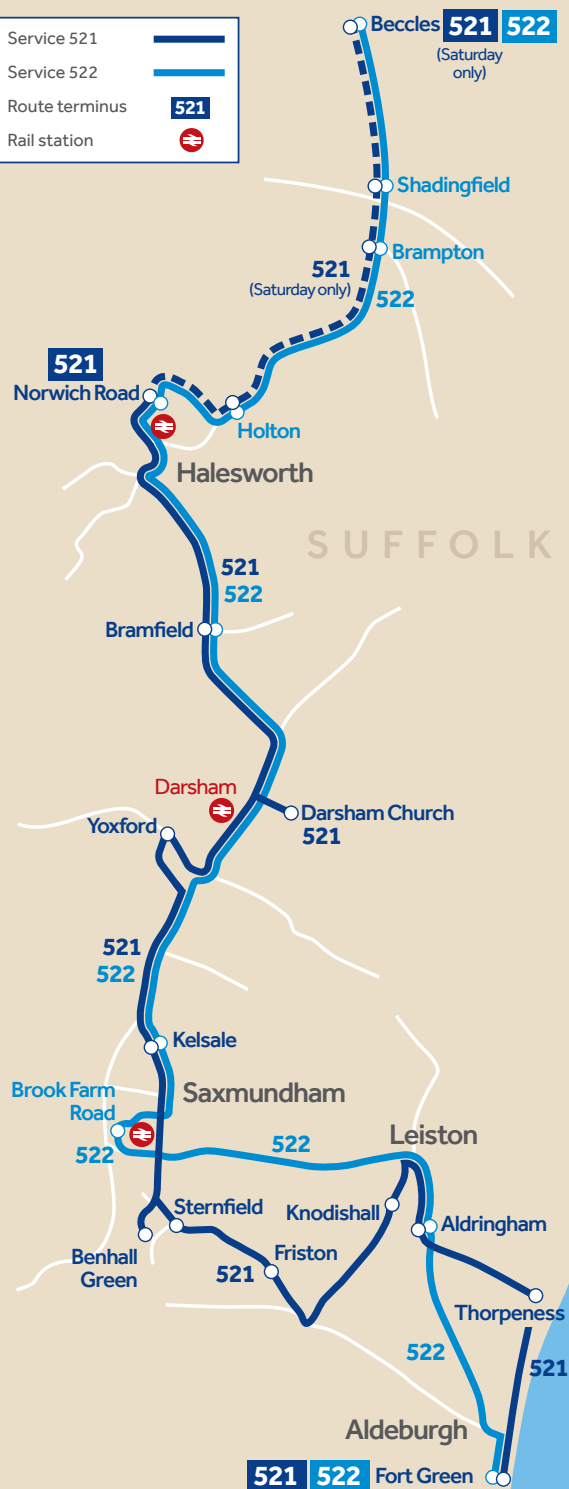 Service 521
Service 522
Route terminus 521
Rail station
Beccles 521 522
(Saturday
only)
Shadingfield
Brampton
521
(Saturday only)
522
521
Norwich Road
Holton
Halesworth
SUFFOLK
521
522
Bramfield
Darsham
Darsham Church
521
Yoxford
521
522
Kelsale
Saxmundham
Brook Farm
Road
522
522
Leiston
Sternfield
Knodishall
Aldringham
Benhall
Green
Friston
521
Thorpeness
522
521
Aldeburgh
521 522 Fort Green